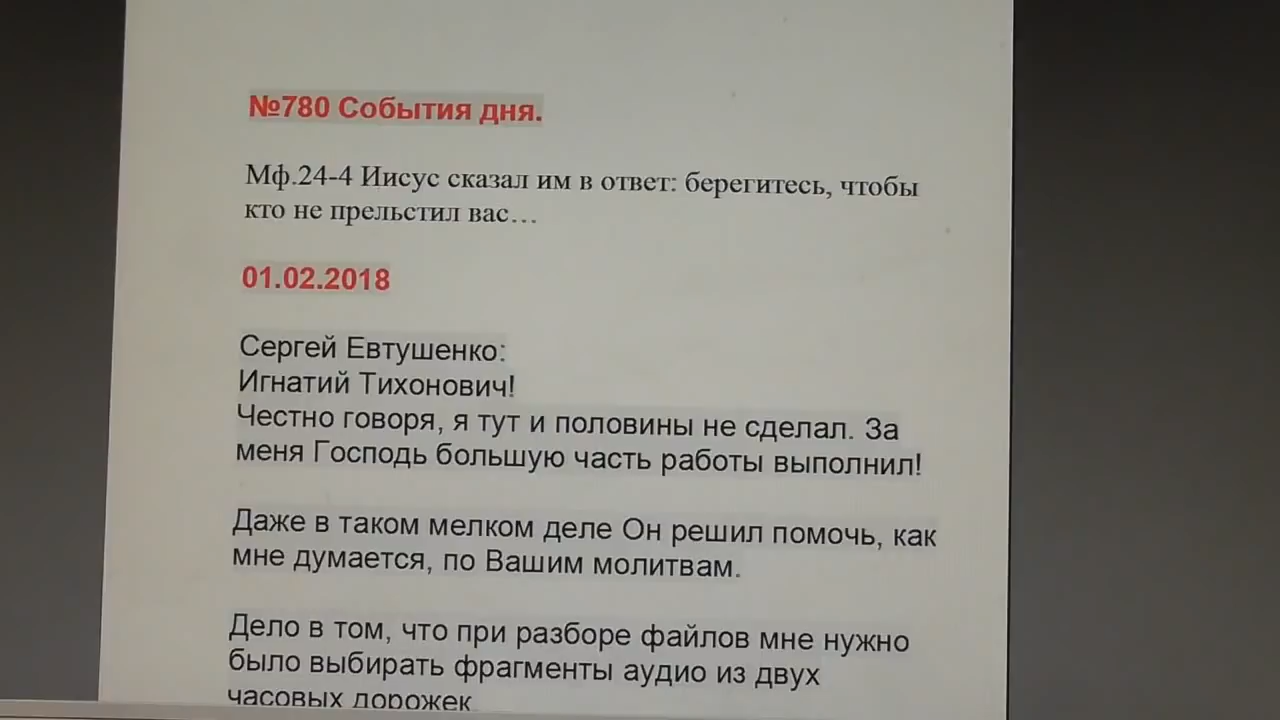 №780 События дня.
Мф.24-4 Иисус сказал им в ответ: берегитесь, чтобы
кто не прельстил вас…
01.02.2018
Сергей Евтушенко:
Игнатий Тихонович!
Честно говоря, я тут и половины не сделал. За
меня Господь большую часть работы выполнил!
Даже в таком мелком деле Он решил помочь, как
мне думается, по Вашим молитвам.
Дело в том, что при разборе файлов мне нужно
было выбирать фрагменты аудио из двух
часовых дорожек